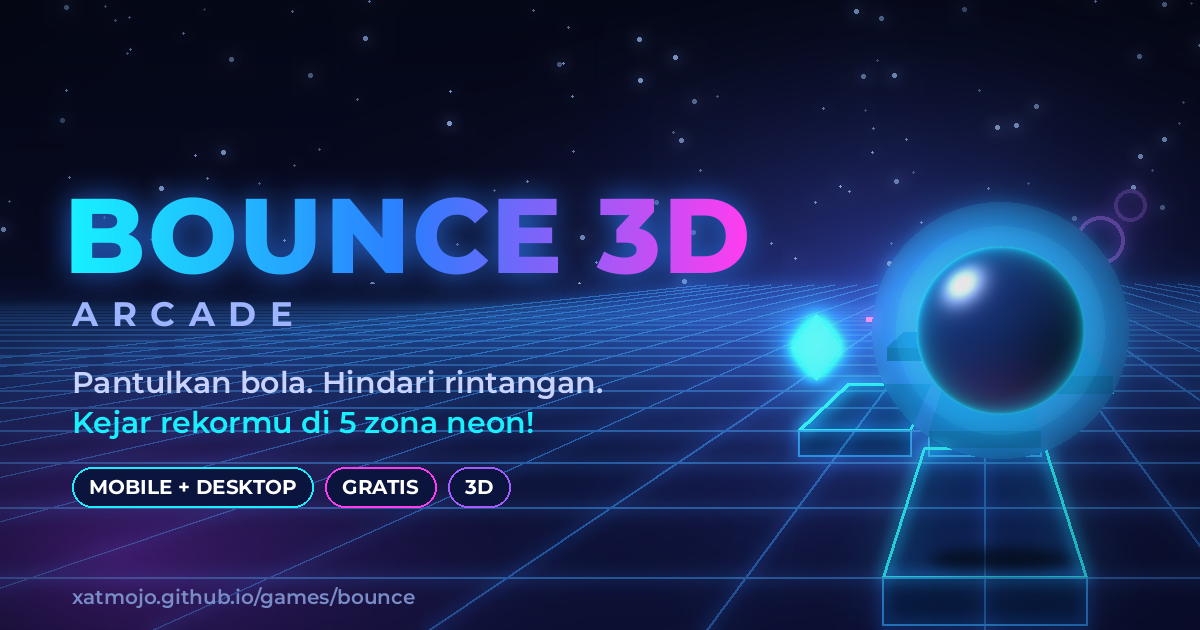 BOUNCE 3D
ARCADE
Pantulkan bola. Hindari rintangan.
Kejar rekormu di 5 zona neon!
MOBILE + DESKTOP GRATIS 3D
xatmojo.github.io/games/bounce